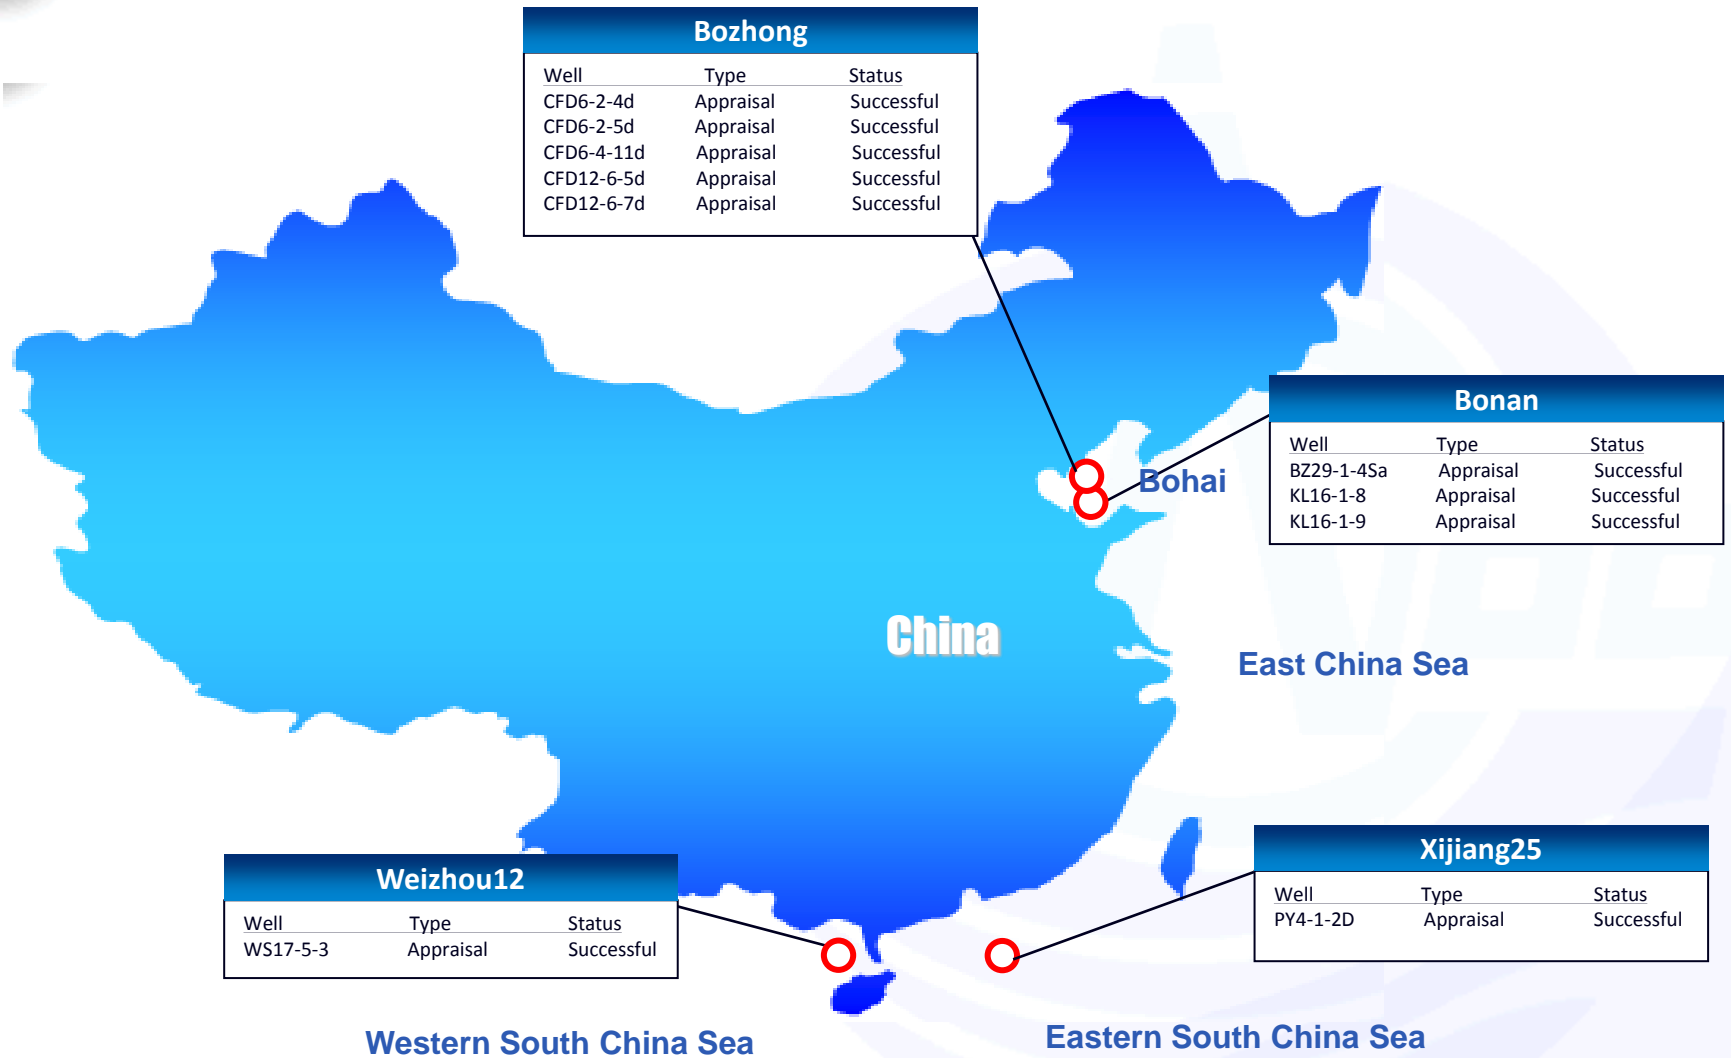 Bozhong
Well Type Status
CFD6-2-4d Appraisal Successful
CFD6-2-5d Appraisal Successful
CFD6-4-11d Appraisal Successful
CFD12-6-5d Appraisal Successful
CFD12-6-7d Appraisal Successful
Bonan
Well Type Status
BZ29-1-4Sa Appraisal Successful
KL16-1-8 Appraisal Successful
KL16-1-9 Appraisal Successful
Bohai
China
East China Sea
Weizhou12
Well Type Status
WS17-5-3 Appraisal Successful
Xijiang25
Well Type Status
PY4-1-2D Appraisal Successful
Western South China Sea
Eastern South China Sea